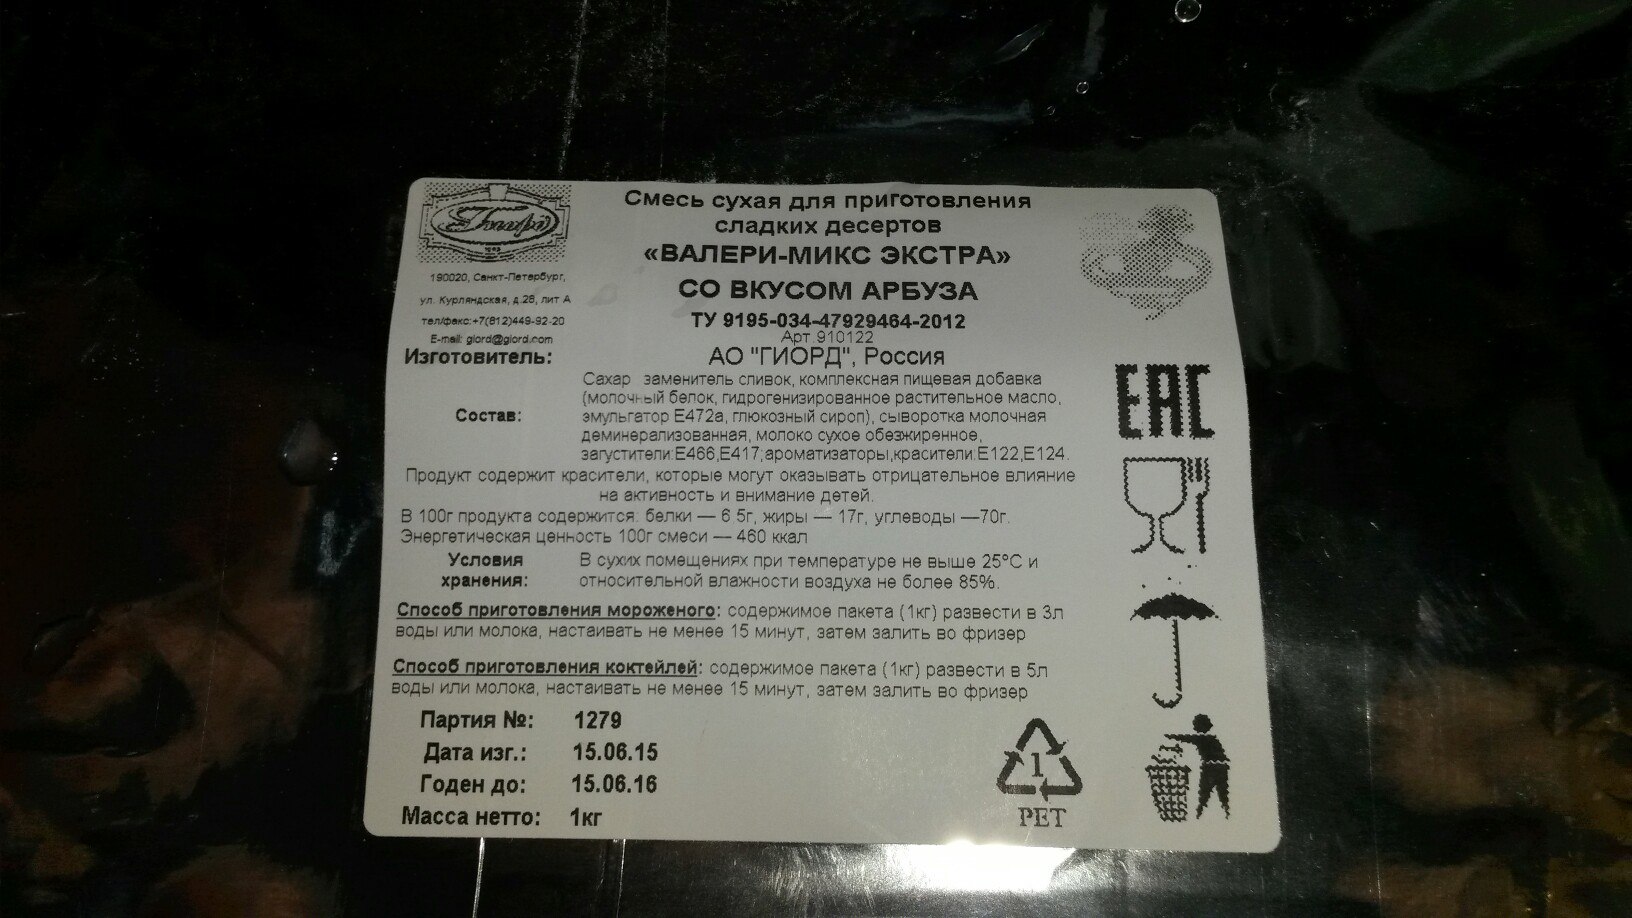 Гиорд
190020, Санкт-Петербург,
ул. Курляндская, д.28, лит А
тел/факс:+7(812)449-92-20
E-mail: giord@giord.com
Смесь сухая для приготовления
сладких десертов
«ВАЛЕРИ-МИКС ЭКСТРА»
СО ВКУСОМ АРБУЗА
ТУ 9195-034-47929464-2012
Арт.910122
Изготовитель: АО "ГИОРД", Россия
Состав: Сахар заменитель сливок, комплексная пищевая добавка
(молочный белок, гидрогенизированное растительное масло,
эмульгатор Е472а, глюкозный сироп), сыворотка молочная
деминерализованная, молоко сухое обезжиренное,
загустители:Е466,Е417;ароматизаторы,красители:Е122,Е124.
Продукт содержит красители, которые могут оказывать отрицательное влияние
на активность и внимание детей.
В 100г продукта содержится: белки — 6 5г, жиры — 17г, углеводы —70г.
Энергетическая ценность 100г смеси — 460 ккал
Условия хранения: В сухих помещениях при температуре не выше 25°С и
относительной влажности воздуха не более 85%.
Способ приготовления мороженого: содержимое пакета (1кг) развести в 3л
воды или молока, настаивать не менее 15 минут, затем залить во фризер
Способ приготовления коктейлей: содержимое пакета (1кг) развести в 5л
воды или молока, настаивать не менее 15 минут, затем залить во фризер
Партия №: 1279
Дата изг.: 15.06.15
Годен до: 15.06.16
Масса нетто: 1кг
EAC
1
PET